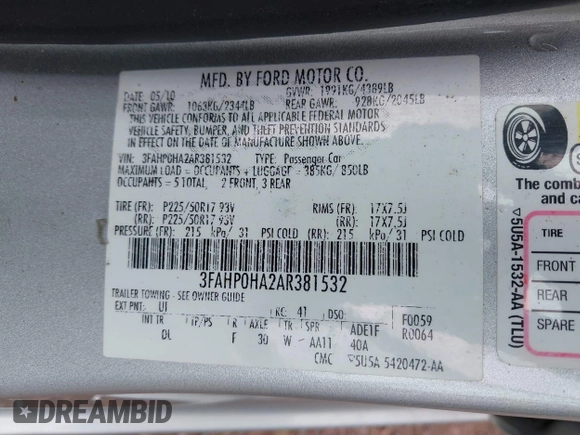 MFD. BY FORD MOTOR CO.
DATE: 05/10 GVWR: 1991KG/4389LB
FRONT GAWR: 1063KG/2344LB REAR GAWR: 928KG/2045LB
THIS VEHICLE CONFORMS TO ALL APPLICABLE FEDERAL MOTOR
VEHICLE SAFETY, BUMPER, AND THEFT PREVENTION STANDARDS
IN EFFECT ON THE DATE OF MANUFACTURE SHOWN ABOVE.
VIN: 3FAHP0HA2AR381532 TYPE: Passenger Car
MAXIMUM LOAD = OCCUPANTS + LUGGAGE = 385KG/850LB
OCCUPANTS = 5 TOTAL, 2 FRONT, 3 REAR
TIRE (FR): P225/50R17 93V RIMS (FR): 17X7.5J
(RR): P225/50R17 93V (RR): 17X7.5J
PRESSURE (FR): 215 kPa/ 31 PSI COLD (RR): 215 kPa/ 31 PSI COLD
3FAHP0HA2AR381532
TRAILER TOWING - SEE OWNER GUIDE
EXT PNT: UI RC: 41 DSO: F0059
INT TR TP/PS R AXLE TR SPR ADE1F R0064
DL F 30 W AA11 40A
CMC ▽5U5A 5420472-AA
The comb
and ca
TIRE
FRONT
REAR
SPARE
▽5U5A-1532-AA (TLU)
DREAMBID